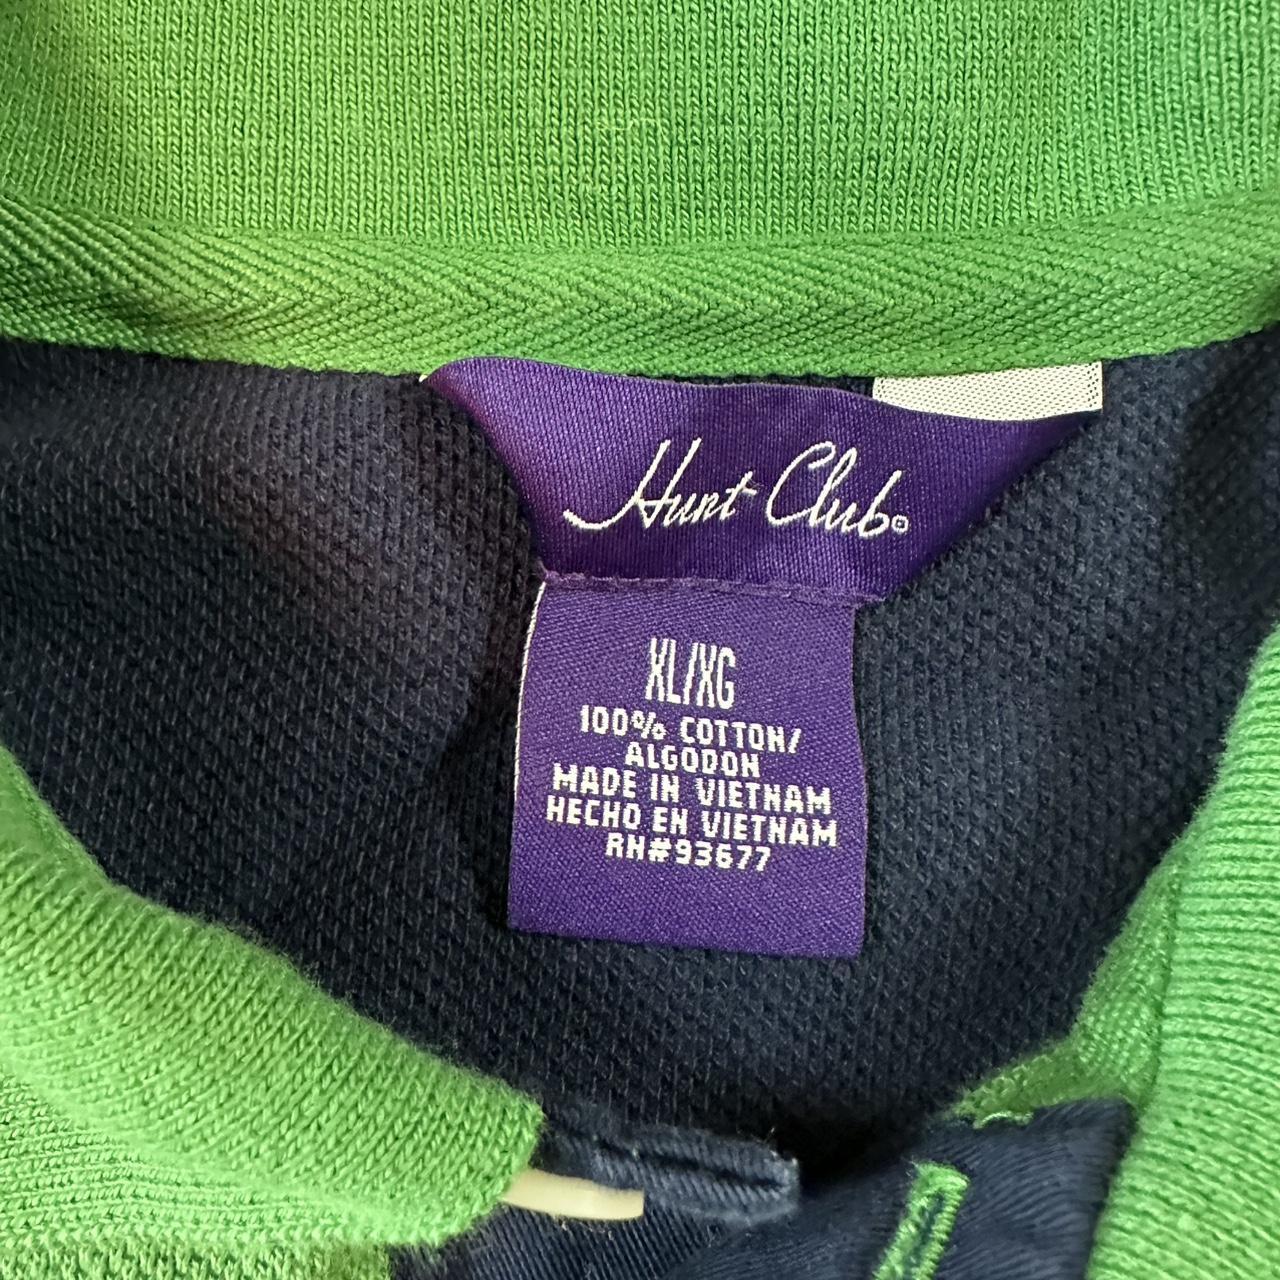 Hunt Club©
XL/XG
100% COTTON/
ALGODON
MADE IN VIETNAM
HECHO EN VIETNAM
RN#93677